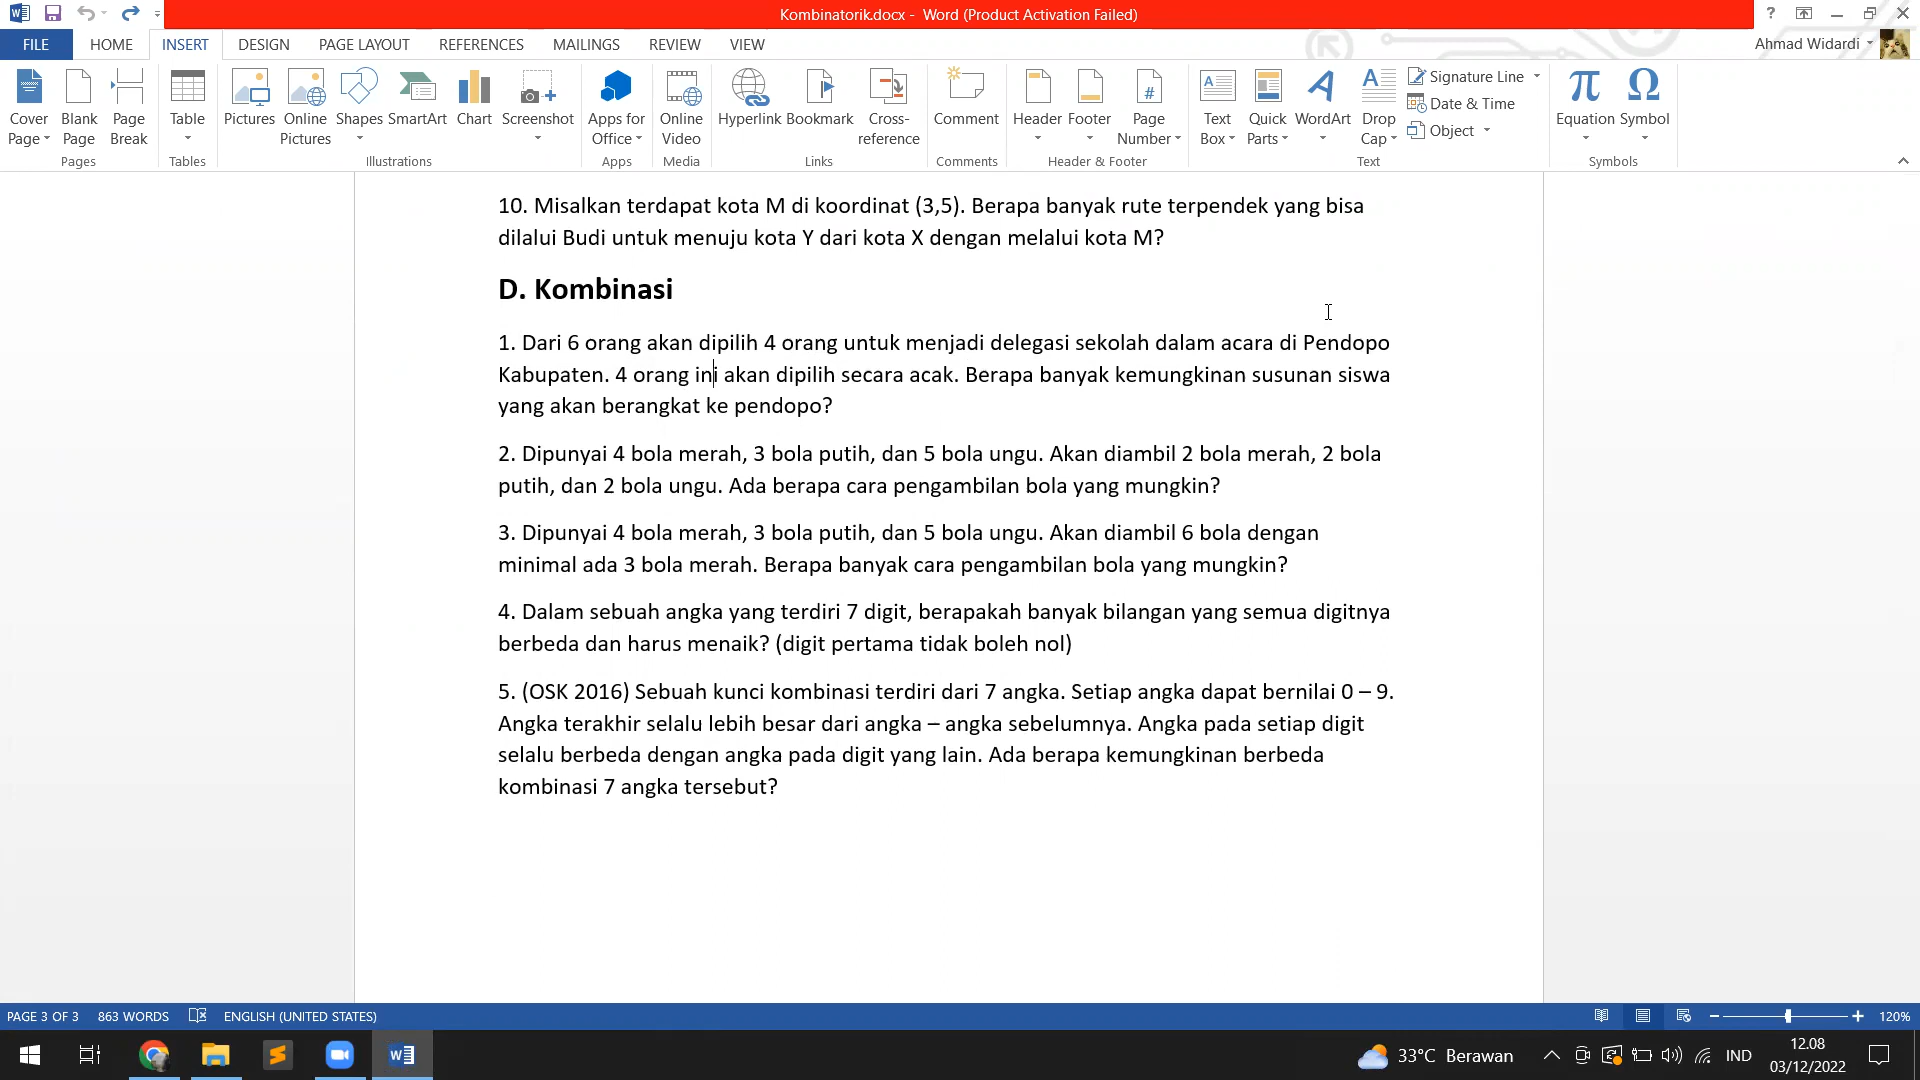 Kombinatorik.docx - Word (Product Activation Failed)
FILE HOME INSERT DESIGN PAGE LAYOUT REFERENCES MAILINGS REVIEW VIEW
Ahmad Widardi
Cover Page
Blank Page
Page Break
Table
Pictures
Online Pictures
Shapes
SmartArt
Chart
Screenshot
Apps for Office
Online Video
Hyperlink
Bookmark
Cross-reference
Comment
Header
Footer
Page Number
Text Box
Quick Parts
WordArt
Drop Cap
Signature Line
Date & Time
Object
Equation
Symbol
Pages Tables Illustrations Apps Media Links Comments Header & Footer Text Symbols
10. Misalkan terdapat kota M di koordinat (3,5). Berapa banyak rute terpendek yang bisa
dilalui Budi untuk menuju kota Y dari kota X dengan melalui kota M?
D. Kombinasi
1. Dari 6 orang akan dipilih 4 orang untuk menjadi delegasi sekolah dalam acara di Pendopo
Kabupaten. 4 orang ini akan dipilih secara acak. Berapa banyak kemungkinan susunan siswa
yang akan berangkat ke pendopo?
2. Dipunyai 4 bola merah, 3 bola putih, dan 5 bola ungu. Akan diambil 2 bola merah, 2 bola
putih, dan 2 bola ungu. Ada berapa cara pengambilan bola yang mungkin?
3. Dipunyai 4 bola merah, 3 bola putih, dan 5 bola ungu. Akan diambil 6 bola dengan
minimal ada 3 bola merah. Berapa banyak cara pengambilan bola yang mungkin?
4. Dalam sebuah angka yang terdiri 7 digit, berapakah banyak bilangan yang semua digitnya
berbeda dan harus menaik? (digit pertama tidak boleh nol)
5. (OSK 2016) Sebuah kunci kombinasi terdiri dari 7 angka. Setiap angka dapat bernilai 0 – 9.
Angka terakhir selalu lebih besar dari angka – angka sebelumnya. Angka pada setiap digit
selalu berbeda dengan angka pada digit yang lain. Ada berapa kemungkinan berbeda
kombinasi 7 angka tersebut?
PAGE 3 OF 3 863 WORDS ENGLISH (UNITED STATES) 120%
33°C Berawan IND
12.08
03/12/2022